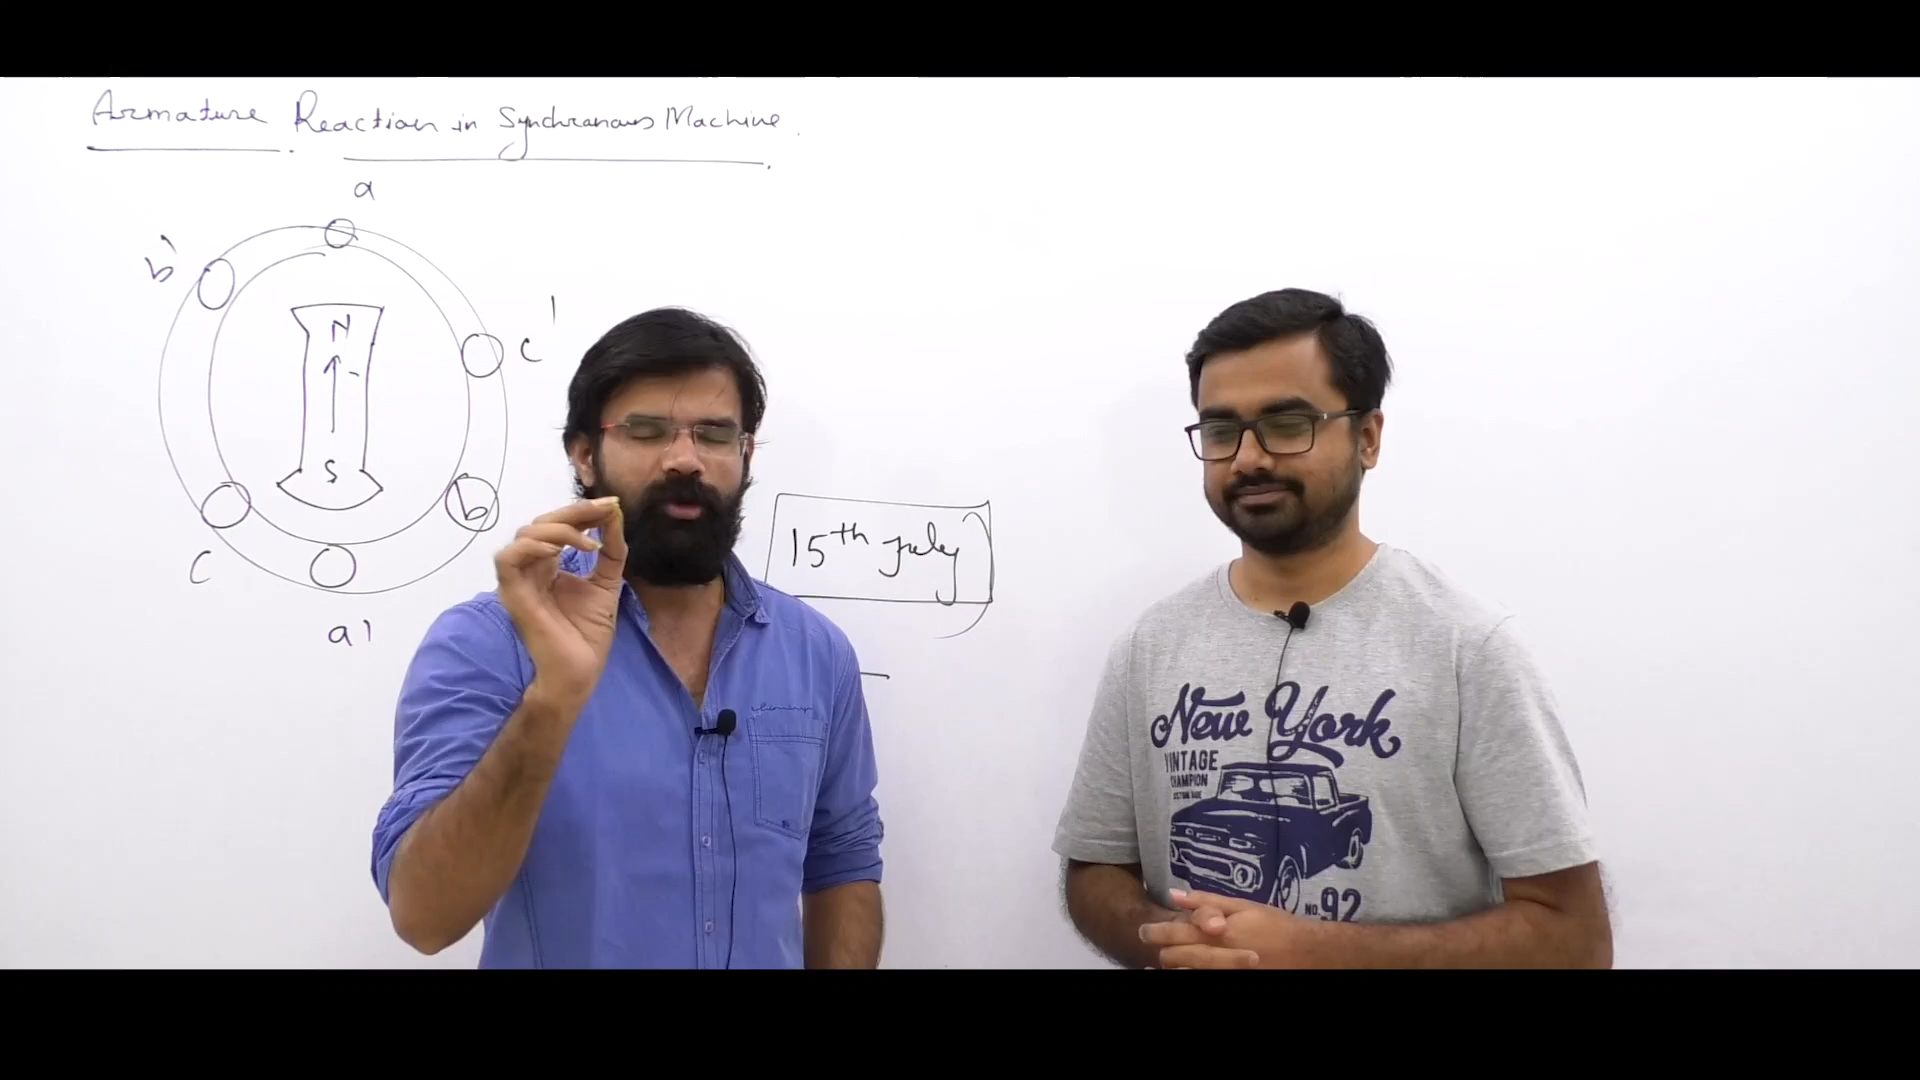 Armature Reaction in Synchronous Machine.
a
b'
c'
N
S
b
c
a'
15th july
New York
VINTAGE
CHAMPION
NO. 92